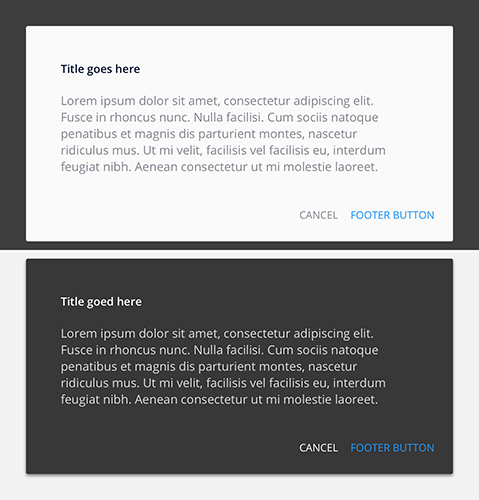 Title goes here
Lorem ipsum dolor sit amet, consectetur adipiscing elit.
Fusce in rhoncus nunc. Nulla facilisi. Cum sociis natoque
penatibus et magnis dis parturient montes, nascetur
ridiculus mus. Ut mi velit, facilisis vel facilisis eu, interdum
feugiat nibh. Aenean consectetur ut mi molestie laoreet.
CANCEL FOOTER BUTTON
Title goed here
Lorem ipsum dolor sit amet, consectetur adipiscing elit.
Fusce in rhoncus nunc. Nulla facilisi. Cum sociis natoque
penatibus et magnis dis parturient montes, nascetur
ridiculus mus. Ut mi velit, facilisis vel facilisis eu, interdum
feugiat nibh. Aenean consectetur ut mi molestie laoreet.
CANCEL FOOTER BUTTON